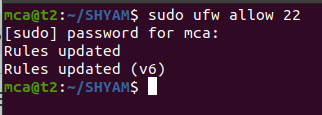 mca@t2:~/SHYAM$ sudo ufw allow 22
[sudo] password for mca:
Rules updated
Rules updated (v6)
mca@t2:~/SHYAM$